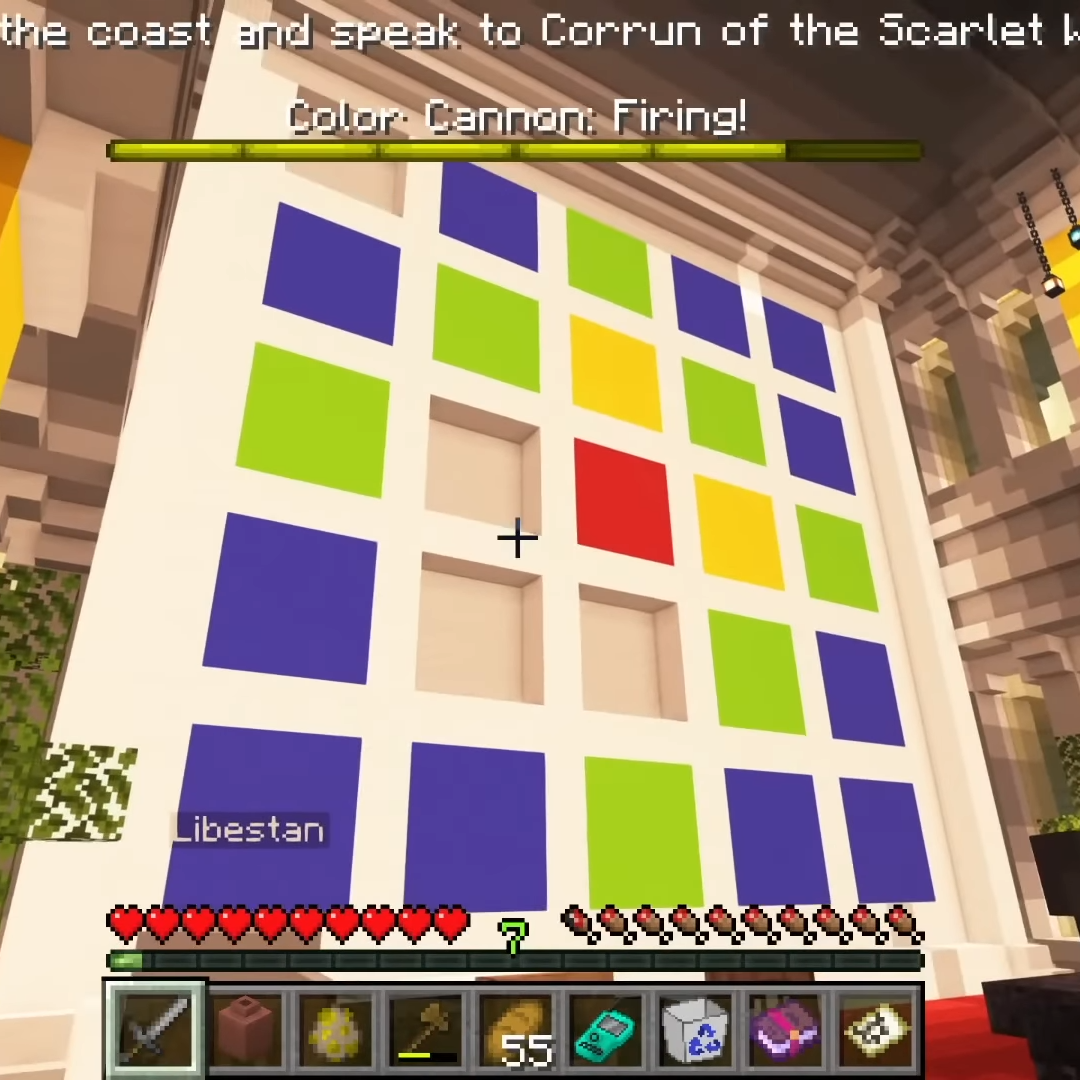 the coast and speak to Corrun of the Scarlet
Color Cannon: Firing!
Libestan
7
55